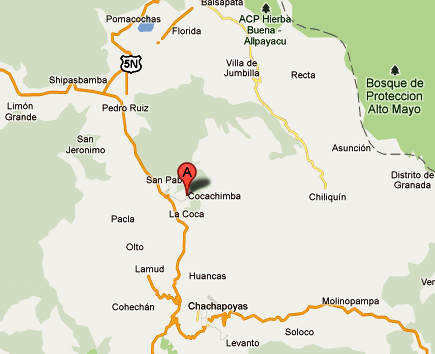 Balsapata
Pomacochas
ACP Hierba
Buena -
Allpayacu
Florida
Villa de
Jumbilla
5N
Recta
Shipasbamba
Bosque de
Proteccion
Alto Mayo
Limón
Grande
Pedro Ruiz
San
Jeronimo
Asunción
A
San Pablo
Distrito de
Granada
Cocachimba
Chiliquín
Pacla
La Coca
Olto
Lamud
Huancas
Cohechán
Chachapoyas
Molinopampa
Soloco
Levanto